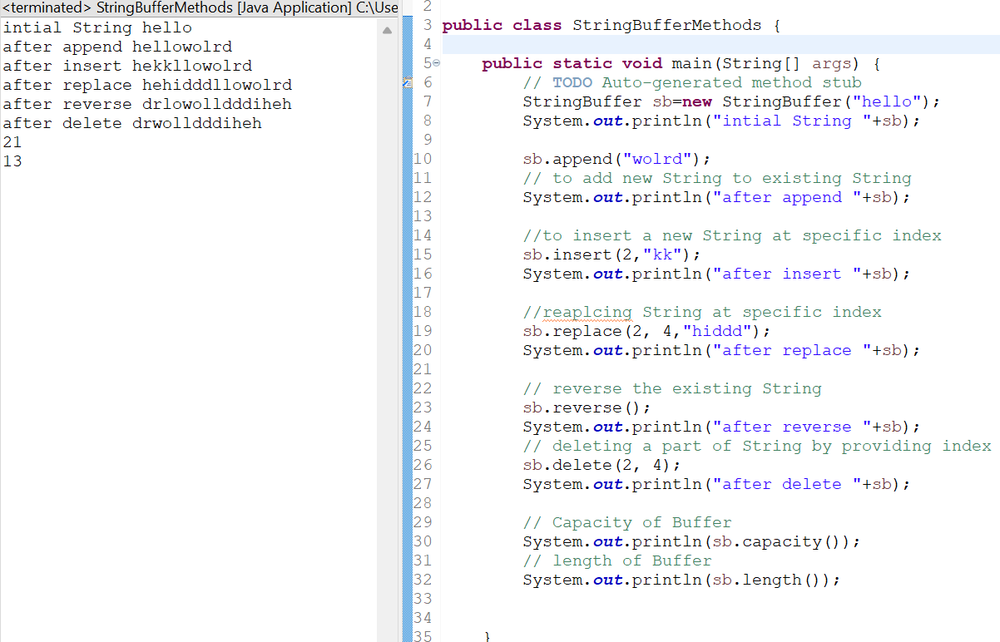 <terminated> StringBufferMethods [Java Application] C:\Use
intial String hello
after append hellowolrd
after insert hekkllowolrd
after replace hehidddllowolrd
after reverse drlowolldddiheh
after delete drwolldddiheh
21
13
2
3 public class StringBufferMethods {
4
5 public static void main(String[] args) {
6 // TODO Auto-generated method stub
7 StringBuffer sb=new StringBuffer("hello");
8 System.out.println("intial String "+sb);
9
10 sb.append("wolrd");
11 // to add new String to existing String
12 System.out.println("after append "+sb);
13
14 //to insert a new String at specific index
15 sb.insert(2,"kk");
16 System.out.println("after insert "+sb);
17
18 //reaplcing String at specific index
19 sb.replace(2, 4,"hiddd");
20 System.out.println("after replace "+sb);
21
22 // reverse the existing String
23 sb.reverse();
24 System.out.println("after reverse "+sb);
25 // deleting a part of String by providing index
26 sb.delete(2, 4);
27 System.out.println("after delete "+sb);
28
29 // Capacity of Buffer
30 System.out.println(sb.capacity());
31 // length of Buffer
32 System.out.println(sb.length());
33
34
35 }